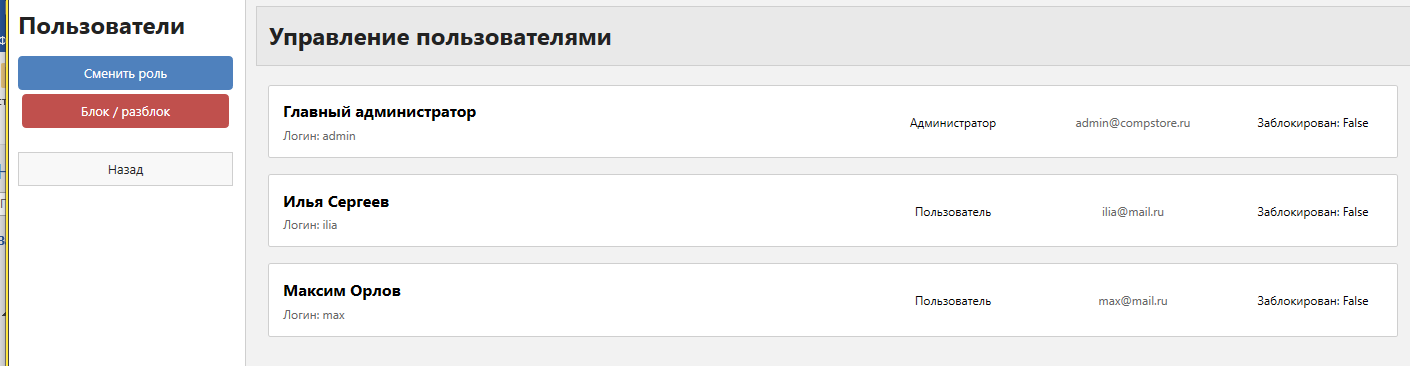 Пользователи
Сменить роль
Блок / разблок
Назад
Управление пользователями
Главный администратор
Логин: admin
Администратор
admin@compstore.ru
Заблокирован: False
Илья Сергеев
Логин: ilia
Пользователь
ilia@mail.ru
Заблокирован: False
Максим Орлов
Логин: max
Пользователь
max@mail.ru
Заблокирован: False